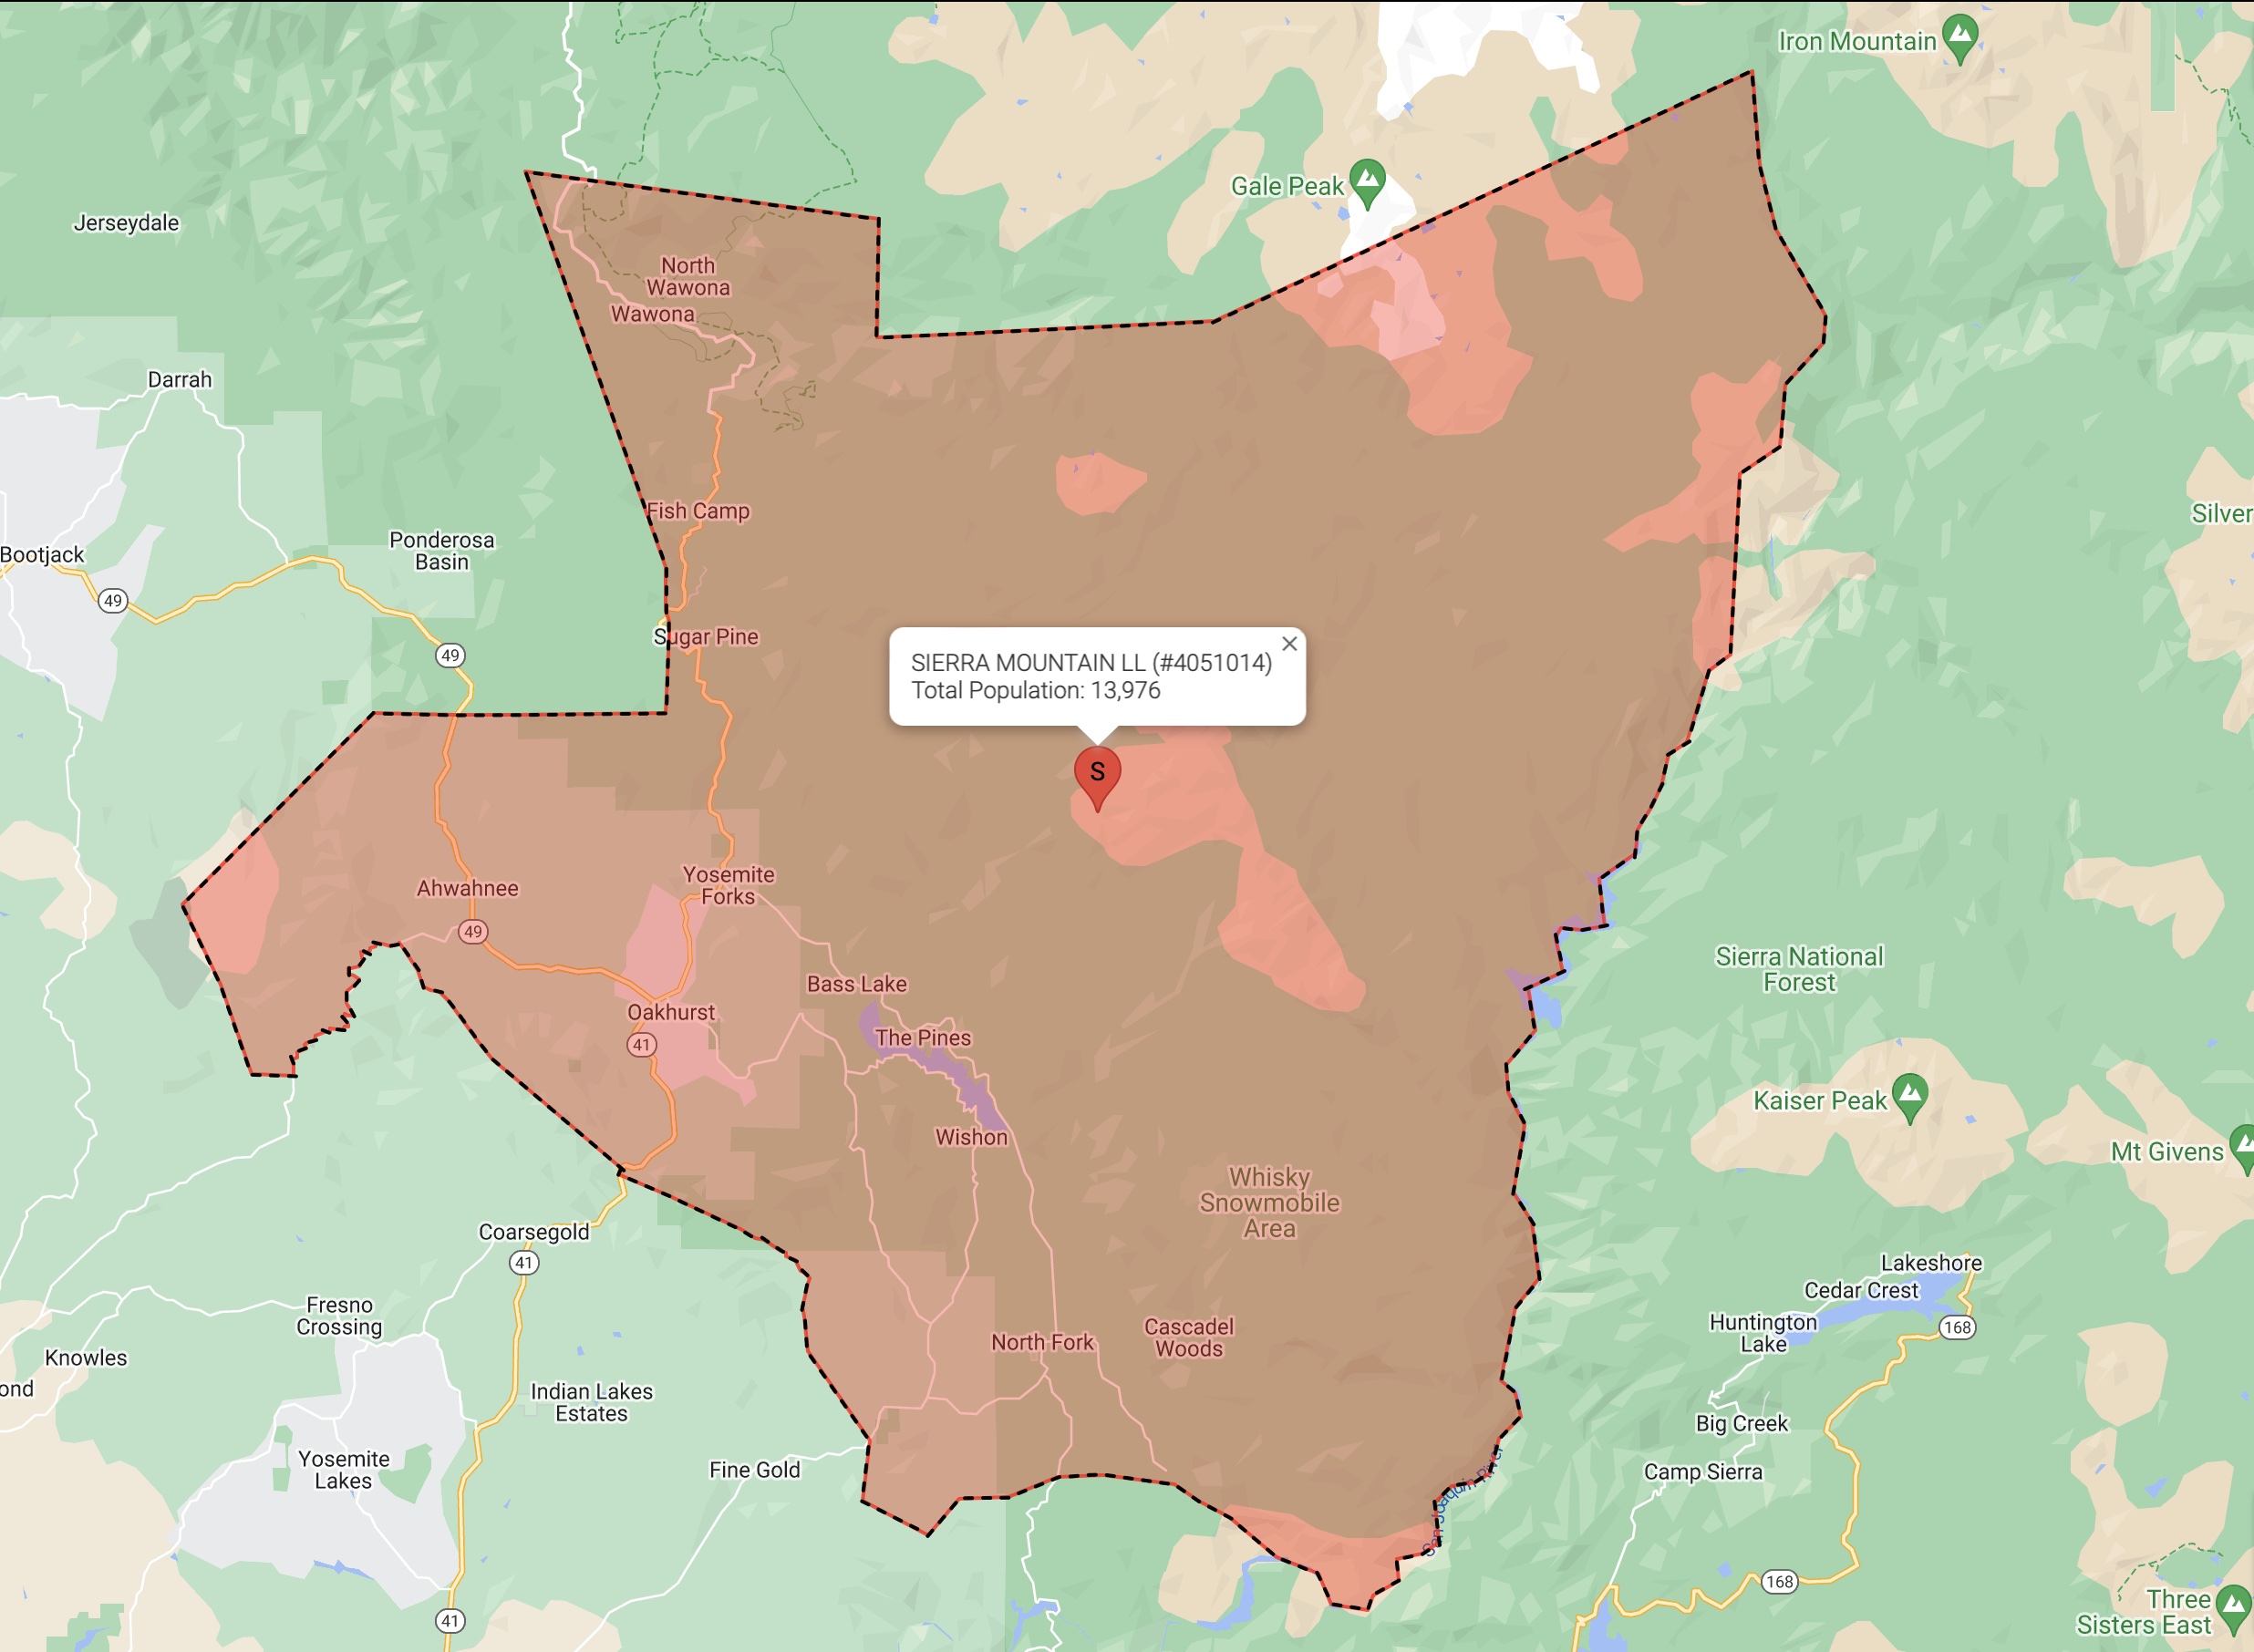 Iron Mountain
Gale Peak
Jerseydale
North
Wawona
Wawona
Darrah
Fish Camp
Silver
Ponderosa
Basin
Bootjack
49
49
Sugar Pine
SIERRA MOUNTAIN LL (#4051014)
Total Population: 13,976
S
Yosemite
Forks
Ahwahnee
49
Sierra National
Forest
Bass Lake
Oakhurst
41
The Pines
Kaiser Peak
Wishon
Mt Givens
Whisky
Snowmobile
Area
Coarsegold
41
Lakeshore
Cedar Crest
Huntington
Lake
168
Fresno
Crossing
North Fork
Cascadel
Woods
Knowles
ond
Indian Lakes
Estates
Big Creek
Yosemite
Lakes
Fine Gold
Camp Sierra
San Joaquin River
168
41
Three
Sisters East